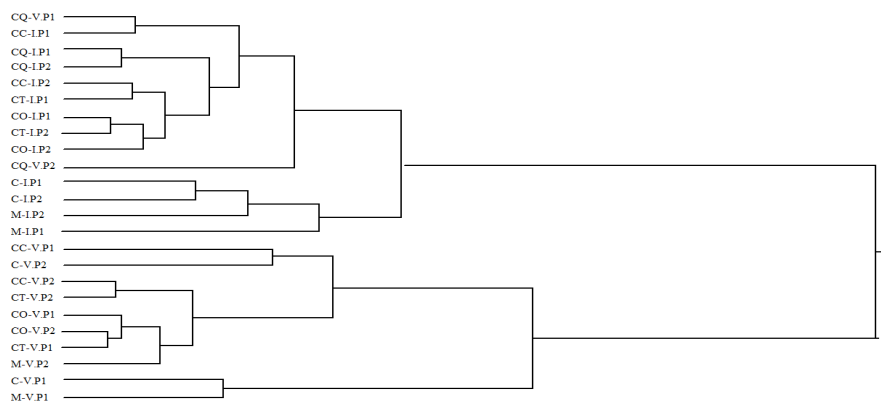 CQ-V.P1
CC-I.P1
CQ-I.P1
CQ-I.P2
CC-I.P2
CT-I.P1
CO-I.P1
CT-I.P2
CO-I.P2
CQ-V.P2
C-I.P1
C-I.P2
M-I.P2
M-I.P1
CC-V.P1
C-V.P2
CC-V.P2
CT-V.P2
CO-V.P1
CO-V.P2
CT-V.P1
M-V.P2
C-V.P1
M-V.P1